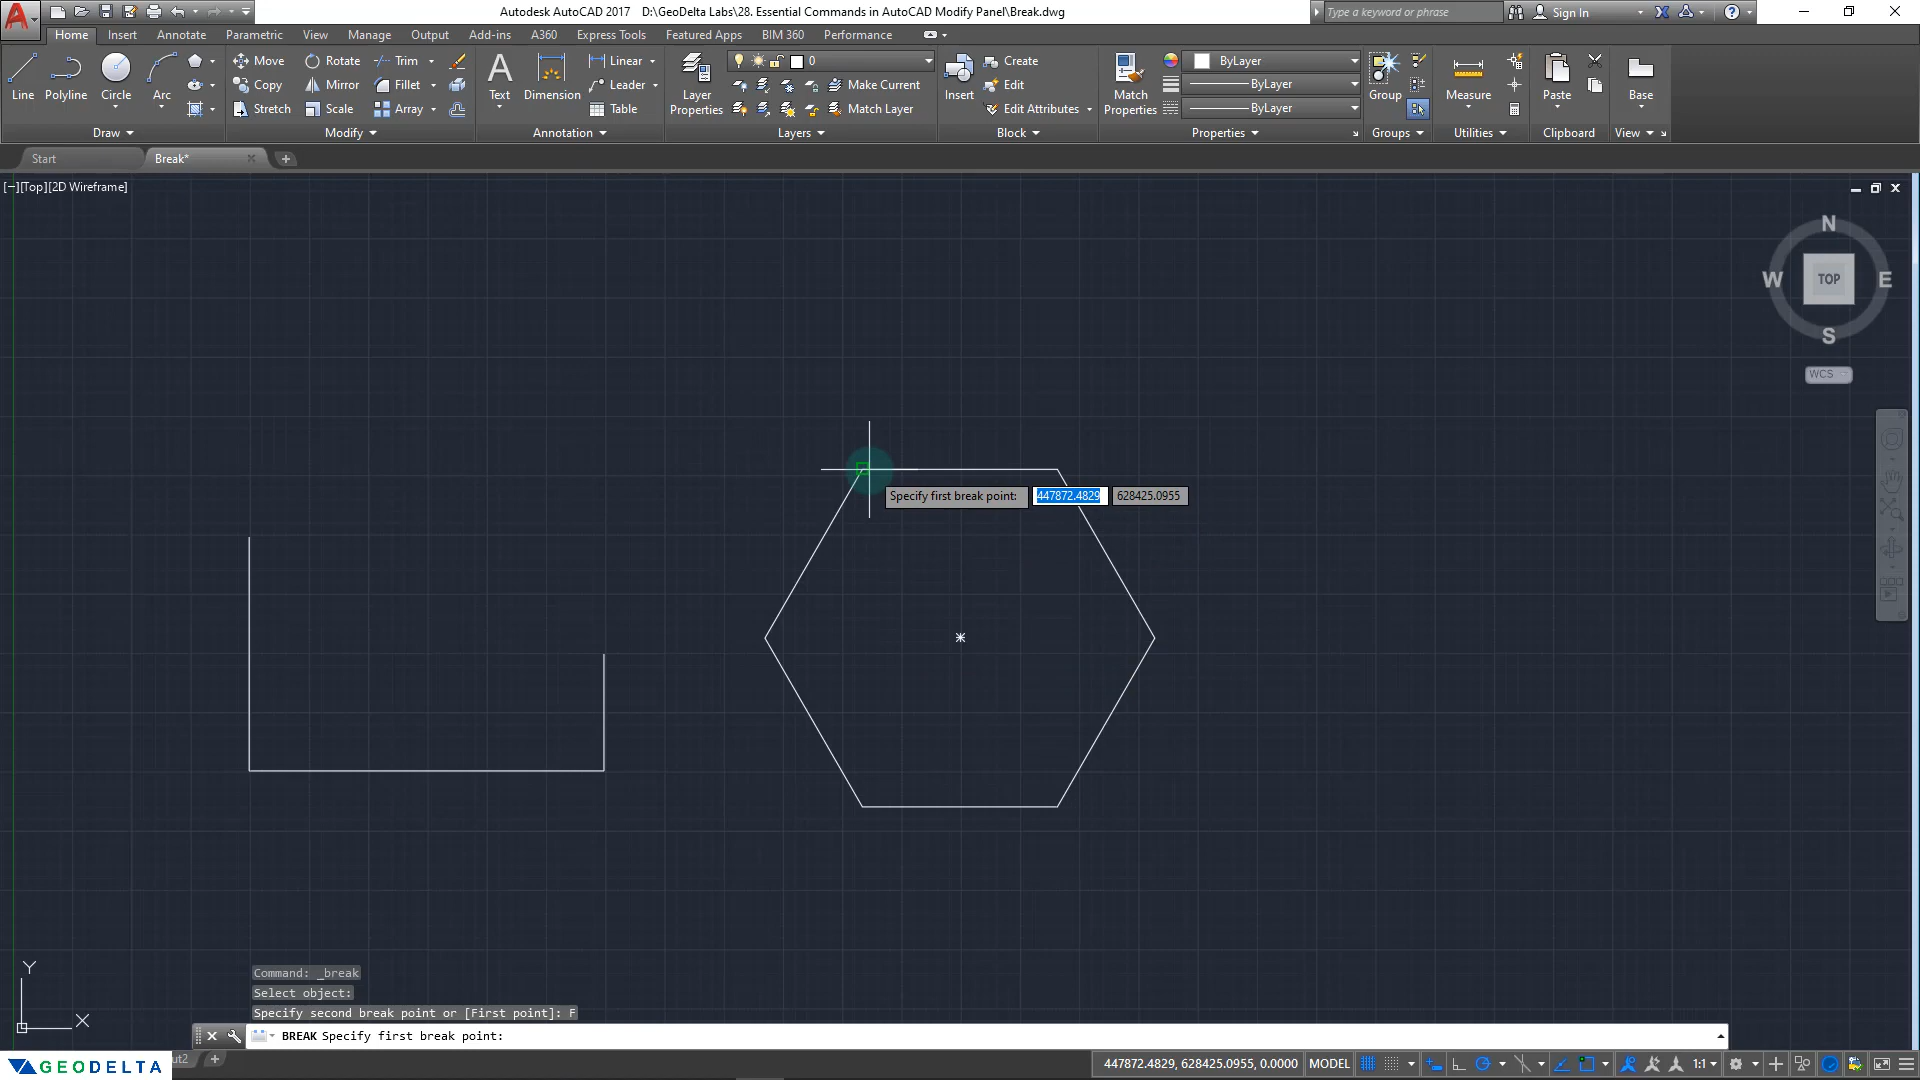 Autodesk AutoCAD 2017 D:\GeoDelta Labs\28. Essential Commands in AutoCAD Modify Panel\Break.dwg
Type a keyword or phrase
Sign In
Home Insert Annotate Parametric View Manage Output Add-ins A360 Express Tools Featured Apps BIM 360 Performance
Line Polyline Circle Arc
Move Rotate Trim
Copy Mirror Fillet
Stretch Scale Array
Text Dimension
Linear
Leader
Table
Layer Properties
0
Make Current
Match Layer
Insert
Create
Edit
Edit Attributes
Match Properties
ByLayer
ByLayer
ByLayer
Group
Measure
Paste
Base
Draw Modify Annotation Layers Block Properties Groups Utilities Clipboard View
Start Break*
[−][Top][2D Wireframe]
N
W TOP E
S
WCS
Specify first break point: 447872.4829 628425.0955
Y
X
Command: _break
Select object:
Specify second break point or [First point]: F
BREAK Specify first break point:
GEODELTA
ut2
447872.4829, 628425.0955, 0.0000 MODEL 1:1